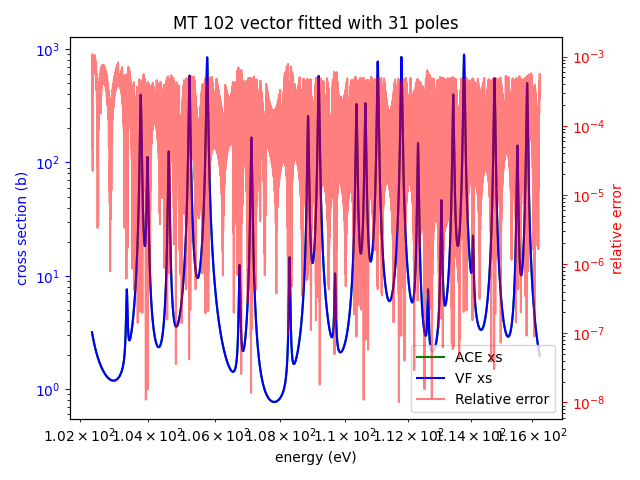 MT 102 vector fitted with 31 poles
10³
10²
10¹
10⁰
cross section (b)
10⁻³
10⁻⁴
10⁻⁵
10⁻⁶
10⁻⁷
10⁻⁸
relative error
ACE xs
VF xs
Relative error
1.02 × 10² 1.04 × 10² 1.06 × 10² 1.08 × 10² 1.1 × 10² 1.12 × 10² 1.14 × 10² 1.16 × 10²
energy (eV)